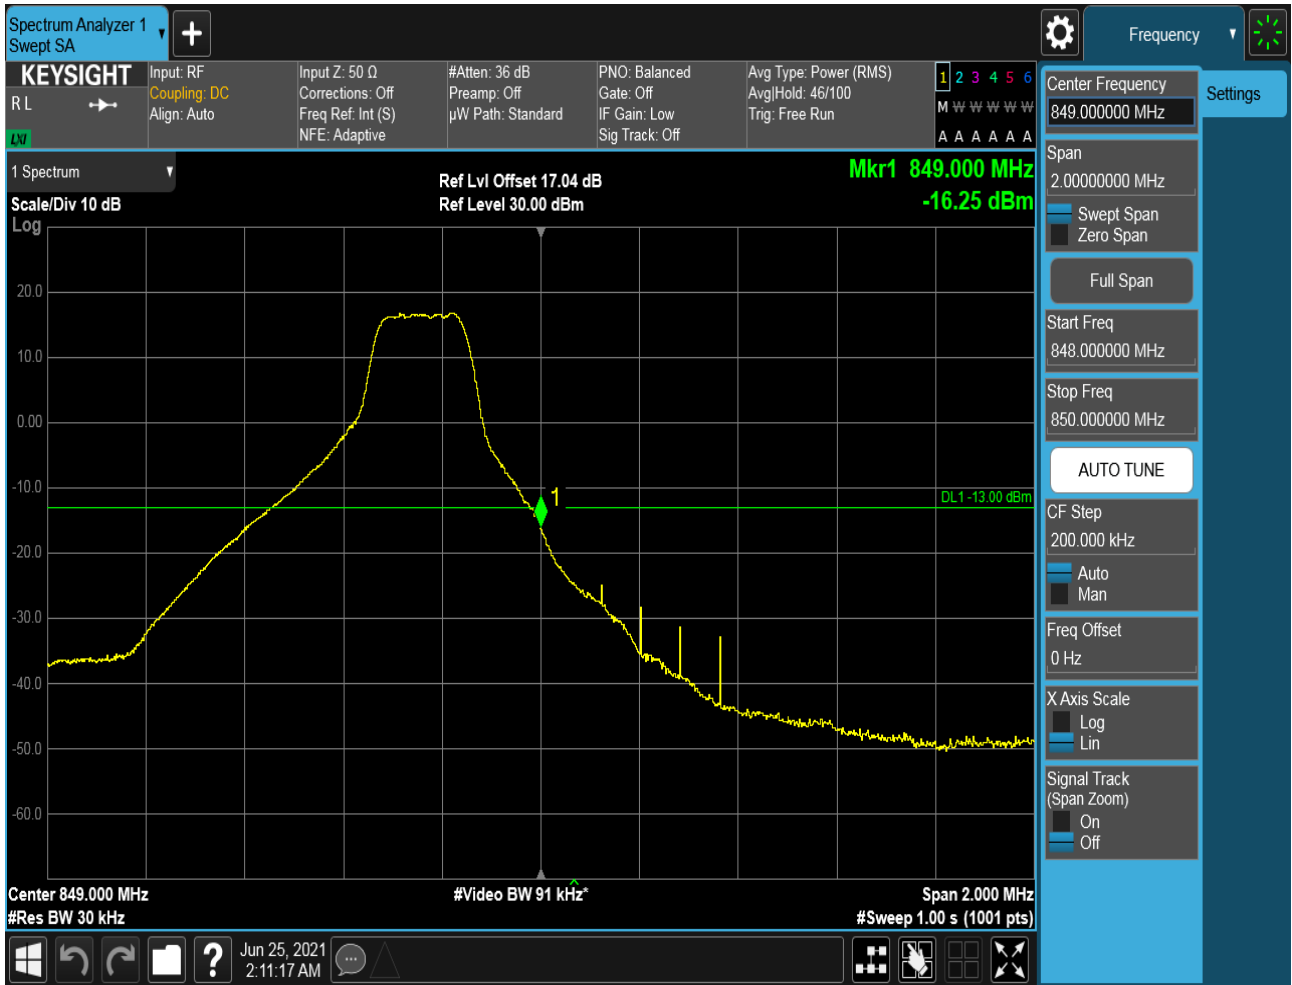 Spectrum Analyzer 1
Swept SA
Frequency
KEYSIGHT
R L
LXI
Input: RF
Coupling: DC
Align: Auto
Input Z: 50 Ω
Corrections: Off
Freq Ref: Int (S)
NFE: Adaptive
#Atten: 36 dB
Preamp: Off
µW Path: Standard
PNO: Balanced
Gate: Off
IF Gain: Low
Sig Track: Off
Avg Type: Power (RMS)
Avg|Hold: 46/100
Trig: Free Run
1 2 3 4 5 6
M W W W W W
A A A A A A
1 Spectrum
Scale/Div 10 dB
Log
Ref Lvl Offset 17.04 dB
Ref Level 30.00 dBm
Mkr1 849.000 MHz
-16.25 dBm
20.0
10.0
0.00
-10.0
-20.0
-30.0
-40.0
-50.0
-60.0
1
DL1 -13.00 dBm
Center 849.000 MHz
#Res BW 30 kHz
#Video BW 91 kHz*
Span 2.000 MHz
#Sweep 1.00 s (1001 pts)
Center Frequency
849.000000 MHz
Settings
Span
2.00000000 MHz
Swept Span
Zero Span
Full Span
Start Freq
848.000000 MHz
Stop Freq
850.000000 MHz
AUTO TUNE
CF Step
200.000 kHz
Auto
Man
Freq Offset
0 Hz
X Axis Scale
Log
Lin
Signal Track
(Span Zoom)
On
Off
?
Jun 25, 2021
2:11:17 AM